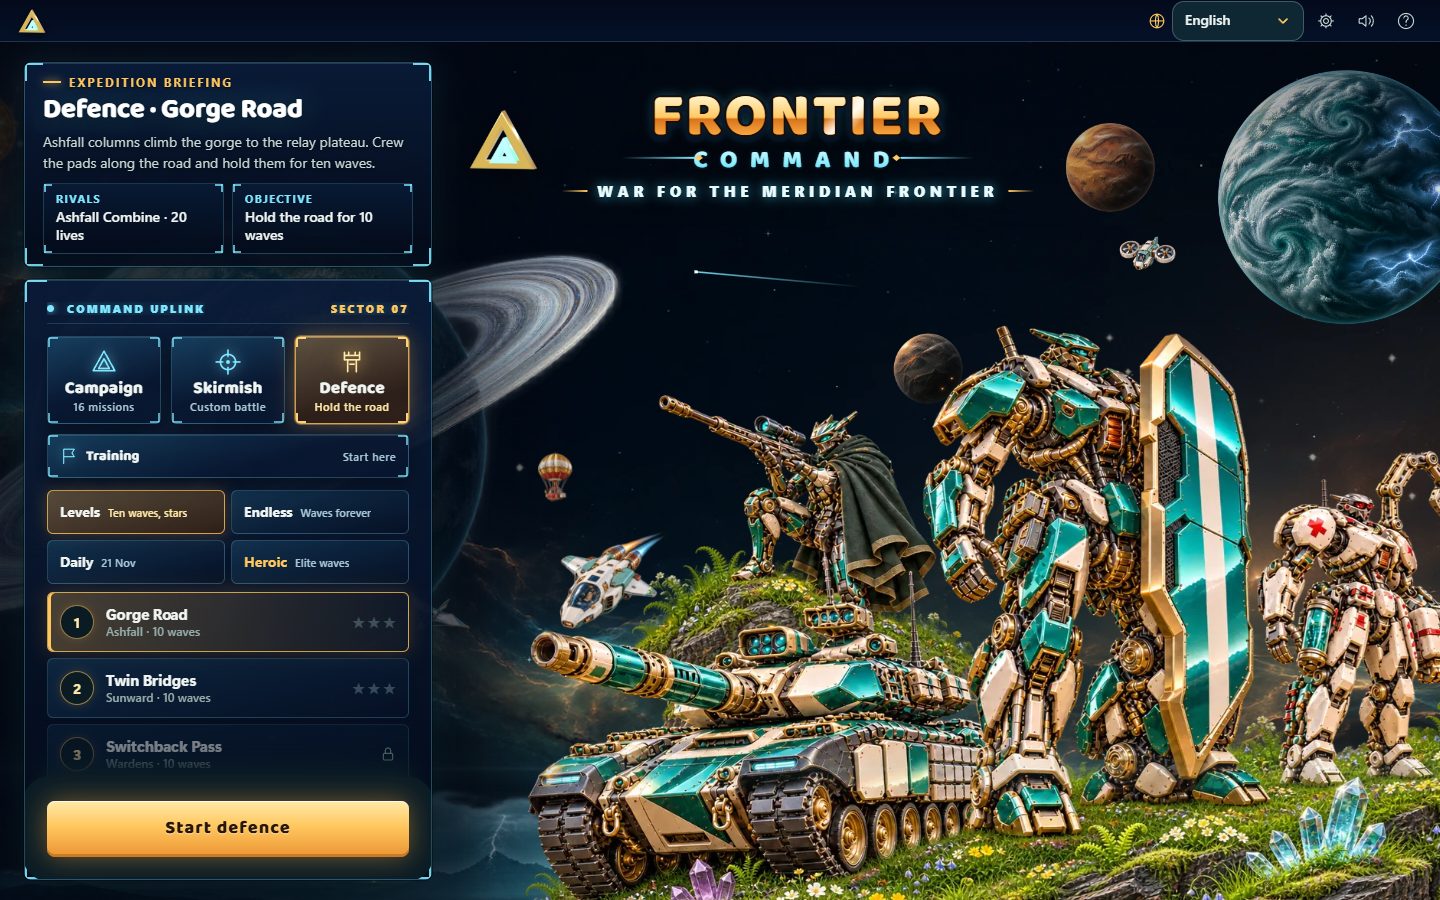 English
EXPEDITION BRIEFING
Defence · Gorge Road
Ashfall columns climb the gorge to the relay plateau. Crew
the pads along the road and hold them for ten waves.
RIVALS
Ashfall Combine · 20
lives
OBJECTIVE
Hold the road for 10
waves
FRONTIER
COMMAND
WAR FOR THE MERIDIAN FRONTIER
COMMAND UPLINK
SECTOR 07
Campaign
16 missions
Skirmish
Custom battle
Defence
Hold the road
Training
Start here
Levels Ten waves, stars
Endless Waves forever
Daily 21 Nov
Heroic Elite waves
1
Gorge Road
Ashfall · 10 waves
2
Twin Bridges
Sunward · 10 waves
3
Switchback Pass
Wardens · 10 waves
Start defence